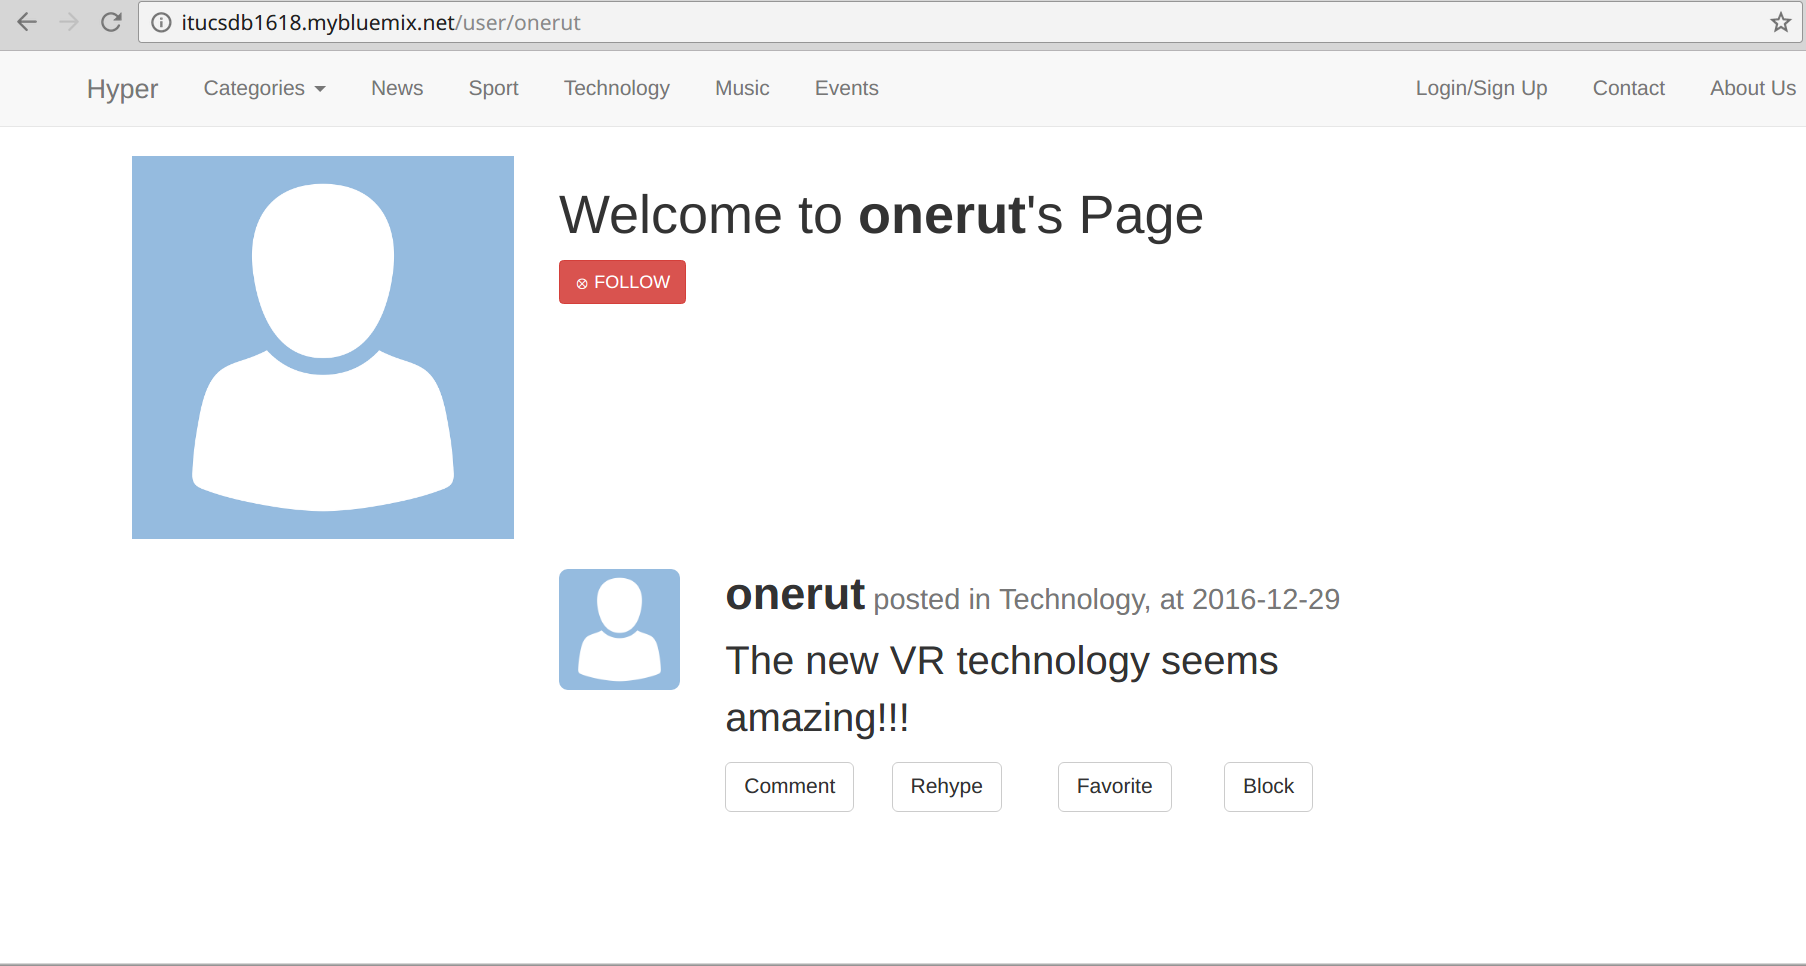 itucsdb1618.mybluemix.net/user/onerut
Hyper Categories News Sport Technology Music Events Login/Sign Up Contact About Us
Welcome to onerut's Page
⊗ FOLLOW
onerut posted in Technology, at 2016-12-29
The new VR technology seems
amazing!!!
Comment Rehype Favorite Block